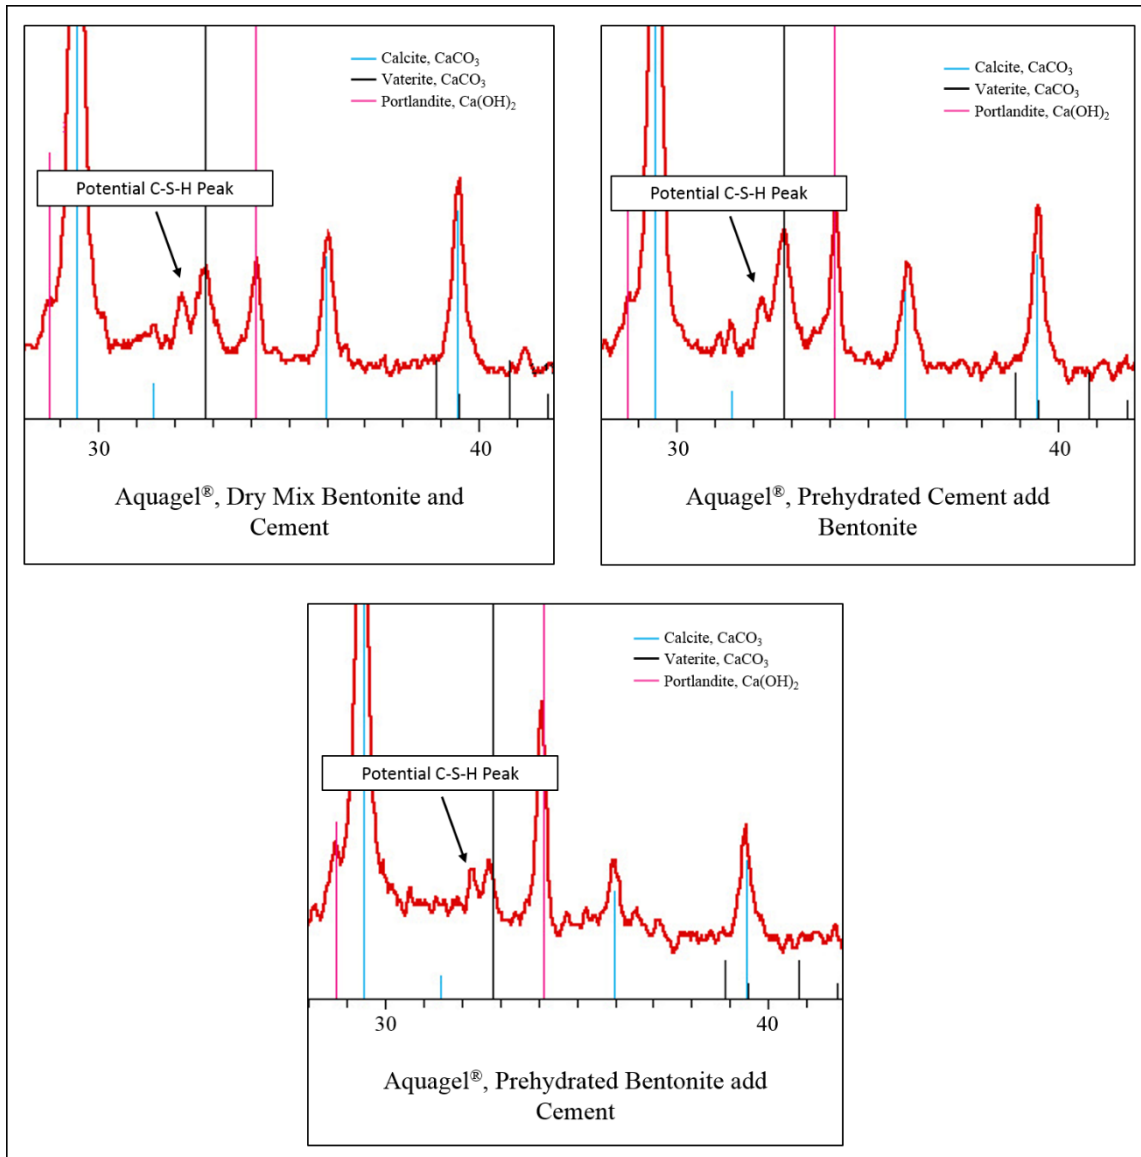 Calcite, CaCO₃
Vaterite, CaCO₃
Portlandite, Ca(OH)₂
Potential C-S-H Peak
30
40
Aquagel®, Dry Mix Bentonite and
Cement
Calcite, CaCO₃
Vaterite, CaCO₃
Portlandite, Ca(OH)₂
Potential C-S-H Peak
30
40
Aquagel®, Prehydrated Cement add
Bentonite
Calcite, CaCO₃
Vaterite, CaCO₃
Portlandite, Ca(OH)₂
Potential C-S-H Peak
30
40
Aquagel®, Prehydrated Bentonite add
Cement